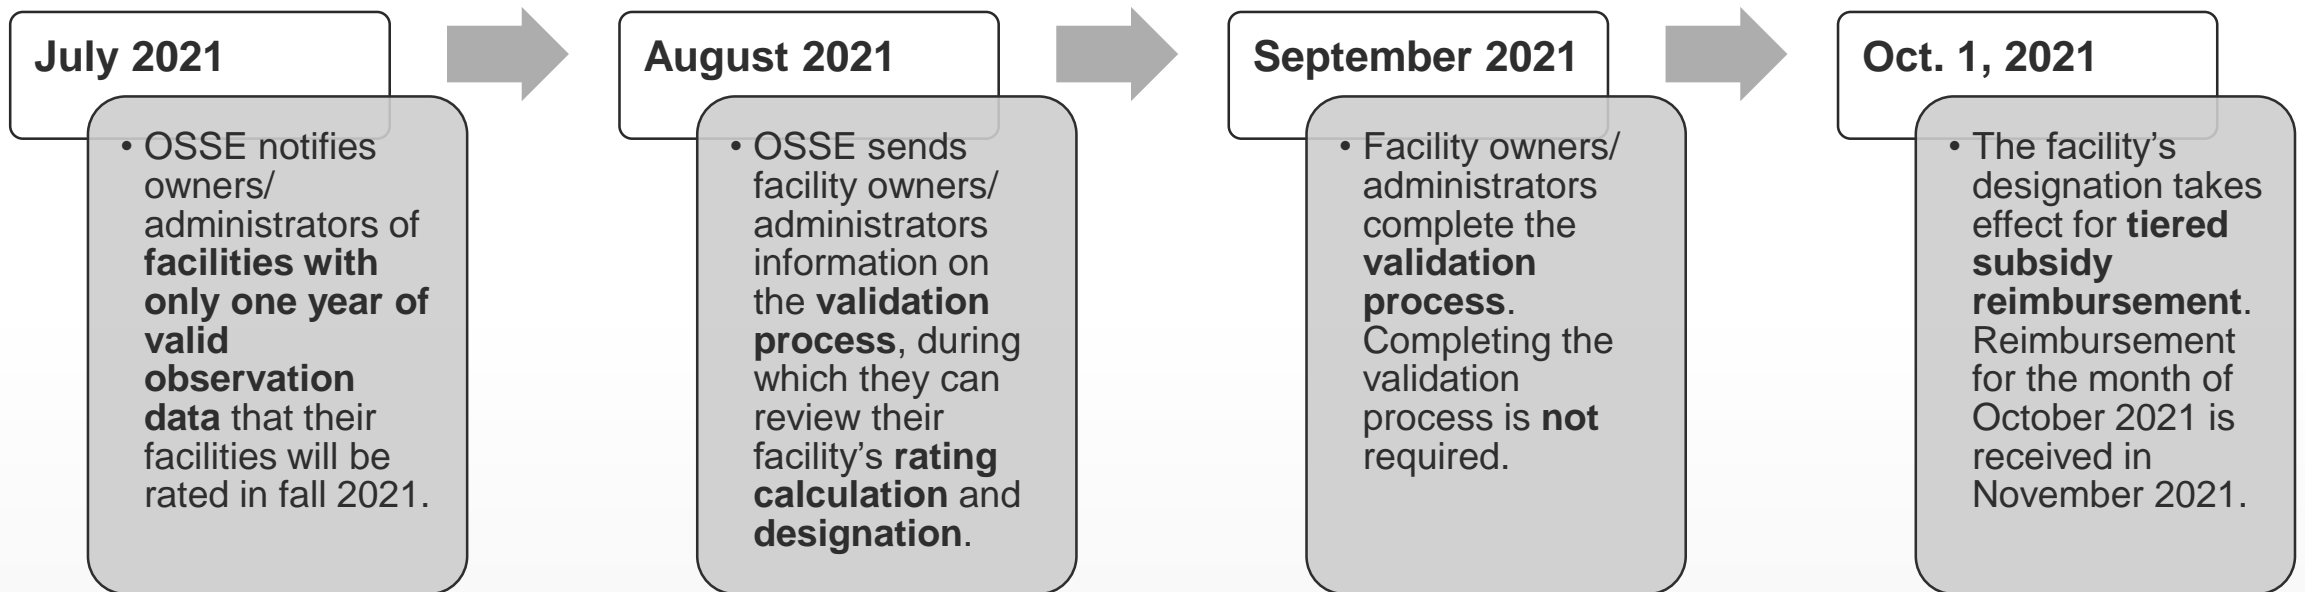 July 2021
• OSSE notifies
owners/
administrators of
facilities with
only one year of
valid
observation
data that their
facilities will be
rated in fall 2021.
August 2021
• OSSE sends
facility owners/
administrators
information on
the validation
process, during
which they can
review their
facility’s rating
calculation and
designation.
September 2021
• Facility owners/
administrators
complete the
validation
process.
Completing the
validation
process is not
required.
Oct. 1, 2021
• The facility’s
designation takes
effect for tiered
subsidy
reimbursement.
Reimbursement
for the month of
October 2021 is
received in
November 2021.